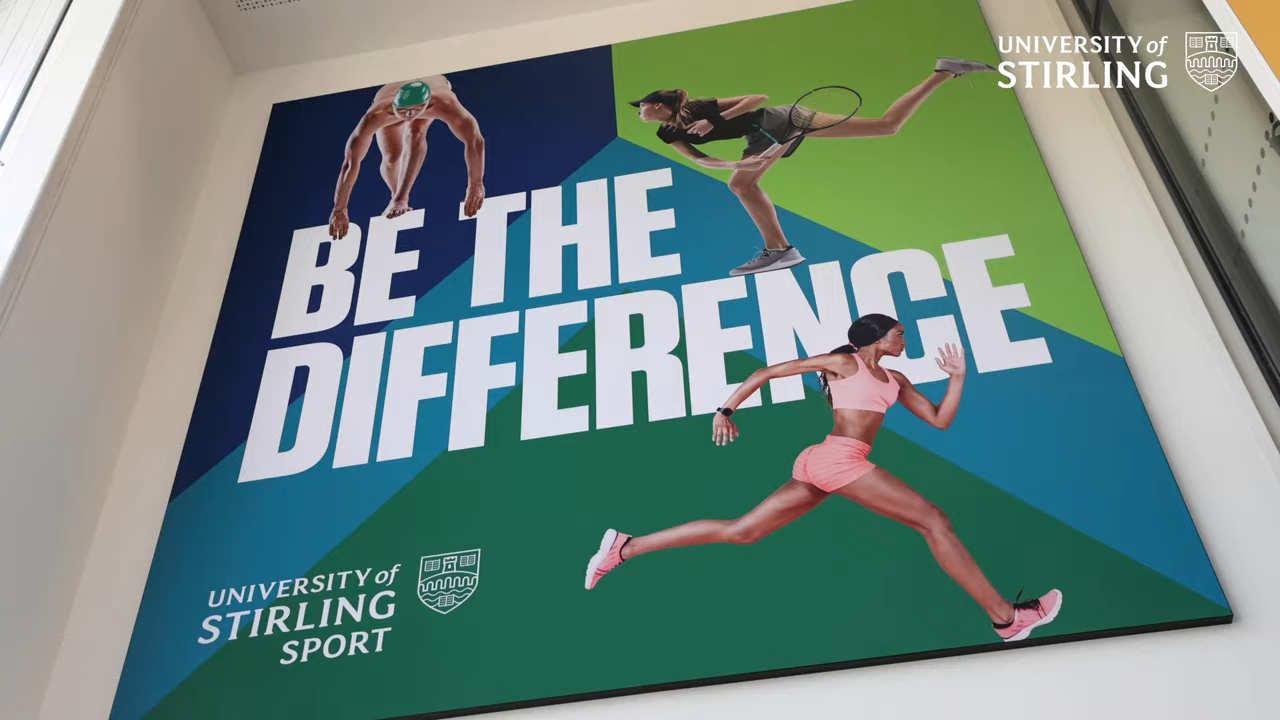 UNIVERSITY of
STIRLING
BE THE
DIFFERENCE
UNIVERSITY of
STIRLING
SPORT